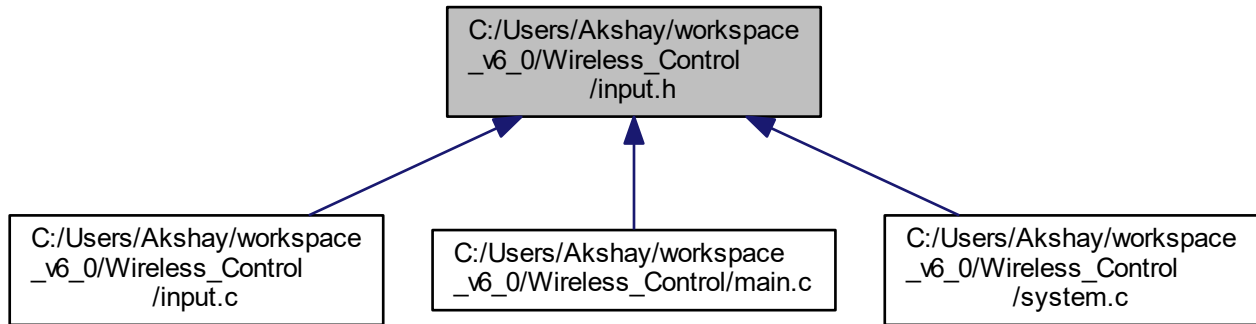 C:/Users/Akshay/workspace
_v6_0/Wireless_Control
/input.h
C:/Users/Akshay/workspace
_v6_0/Wireless_Control
/input.c
C:/Users/Akshay/workspace
_v6_0/Wireless_Control/main.c
C:/Users/Akshay/workspace
_v6_0/Wireless_Control
/system.c